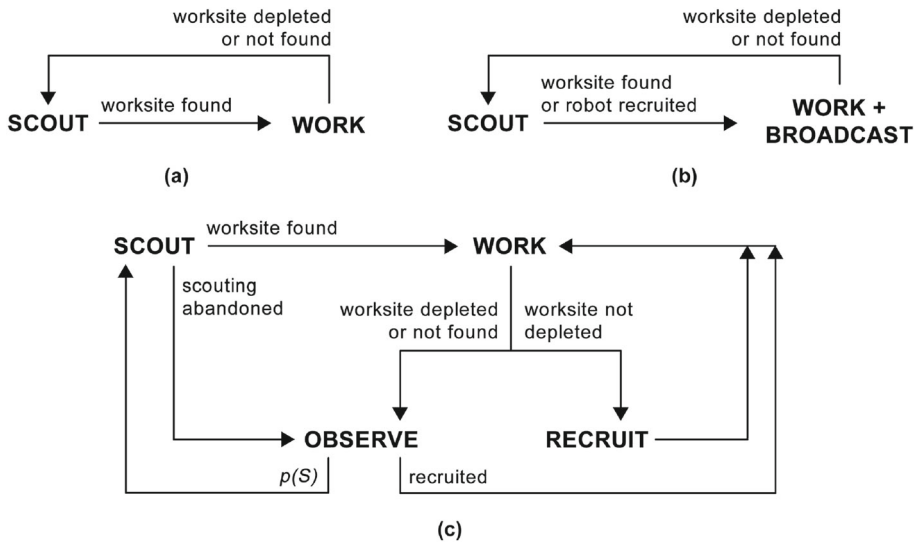 worksite depleted
or not found
worksite found
SCOUT
WORK
(a)
worksite depleted
or not found
worksite found
or robot recruited
SCOUT
WORK +
BROADCAST
(b)
worksite found
SCOUT
WORK
scouting
abandoned
worksite depleted
or not found
worksite not
depleted
OBSERVE
RECRUIT
p(S)
recruited
(c)